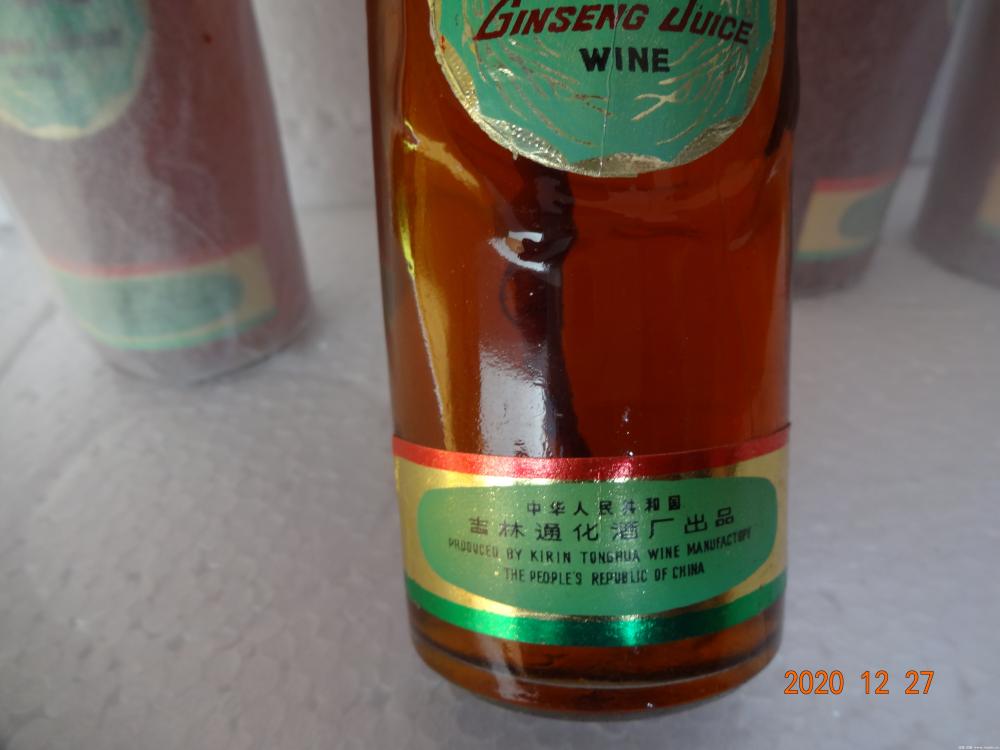 GINSENG JUICE
WINE
中华人民共和国
吉林通化酒厂出品
PRODUCED BY KIRIN TONGHUA WINE MANUFACTORY
THE PEOPLE'S REPUBLIC OF CHINA
2020 12 27